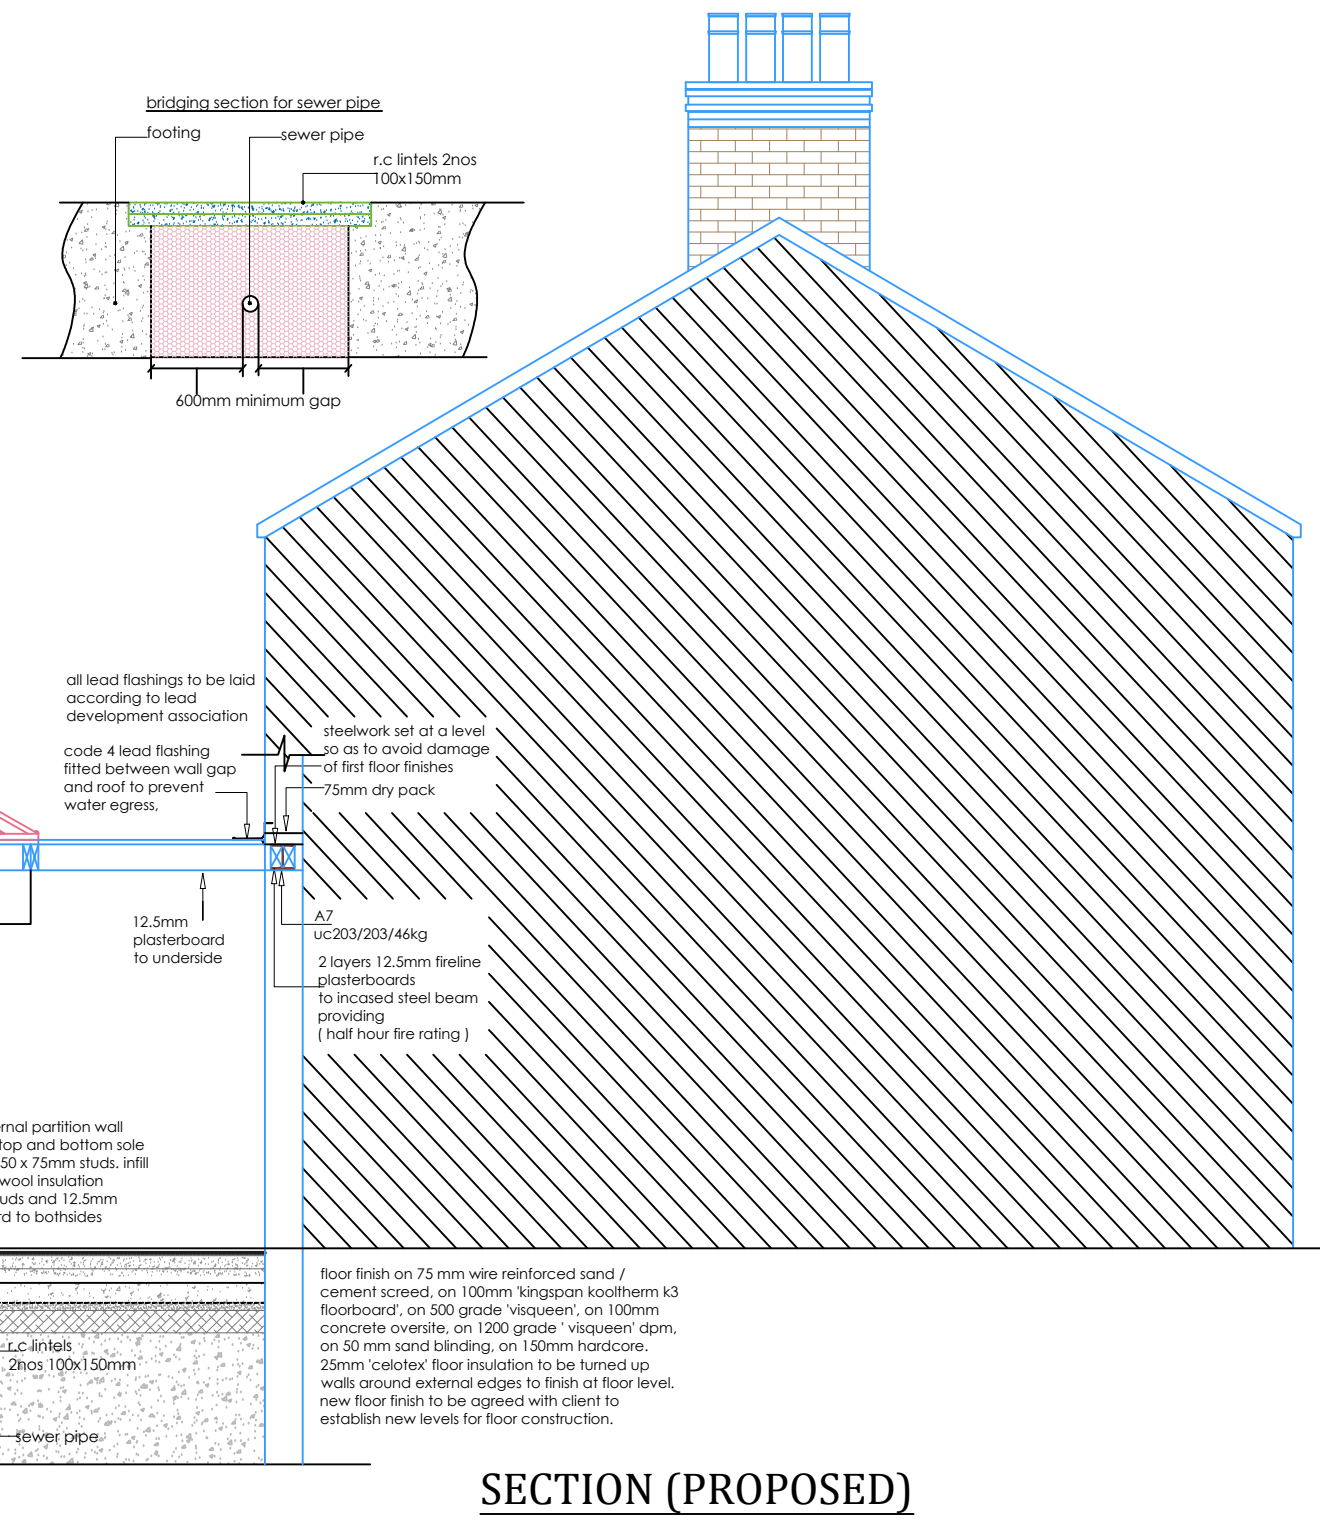 bridging section for sewer pipe
footing
sewer pipe
r.c lintels 2nos
100x150mm
600mm minimum gap
all lead flashings to be laid
according to lead
development association
code 4 lead flashing
fitted between wall gap
and roof to prevent
water egress,
steelwork set at a level
so as to avoid damage
of first floor finishes
75mm dry pack
12.5mm
plasterboard
to underside
A7
uc203/203/46kg
2 layers 12.5mm fireline
plasterboards
to incased steel beam
providing
( half hour fire rating )
partition wall
top and bottom sole
50 x 75mm studs. infill
wool insulation
and 12.5mm
to bothsides
r.c lintels
2nos 100x150mm
sewer pipe
floor finish on 75 mm wire reinforced sand /
cement screed, on 100mm 'kingspan kooltherm k3
floorboard', on 500 grade 'visqueen', on 100mm
concrete oversite, on 1200 grade ' visqueen' dpm,
on 50 mm sand blinding, on 150mm hardcore.
25mm 'celotex' floor insulation to be turned up
walls around external edges to finish at floor level.
new floor finish to be agreed with client to
establish new levels for floor construction.
SECTION (PROPOSED)